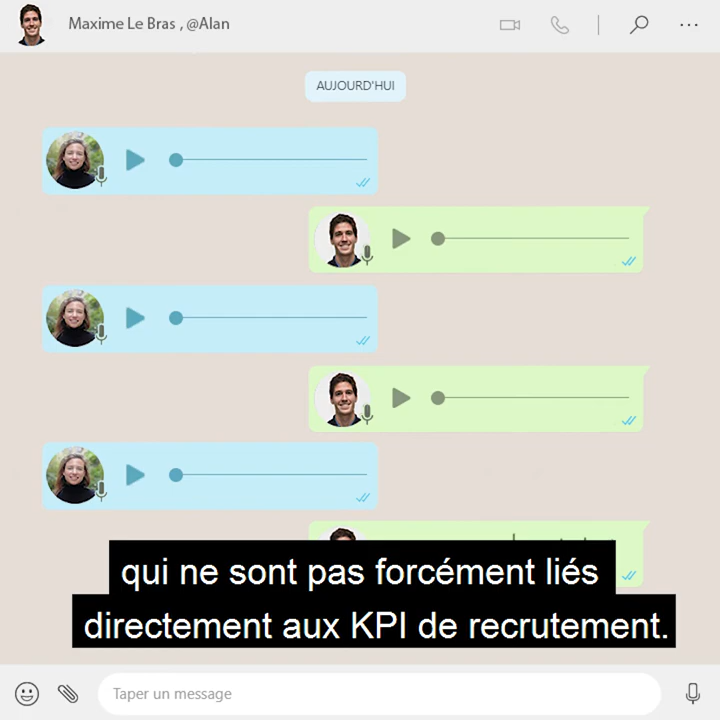 Maxime Le Bras , @Alan
AUJOURD'HUI
qui ne sont pas forcément liés
directement aux KPI de recrutement.
Taper un message